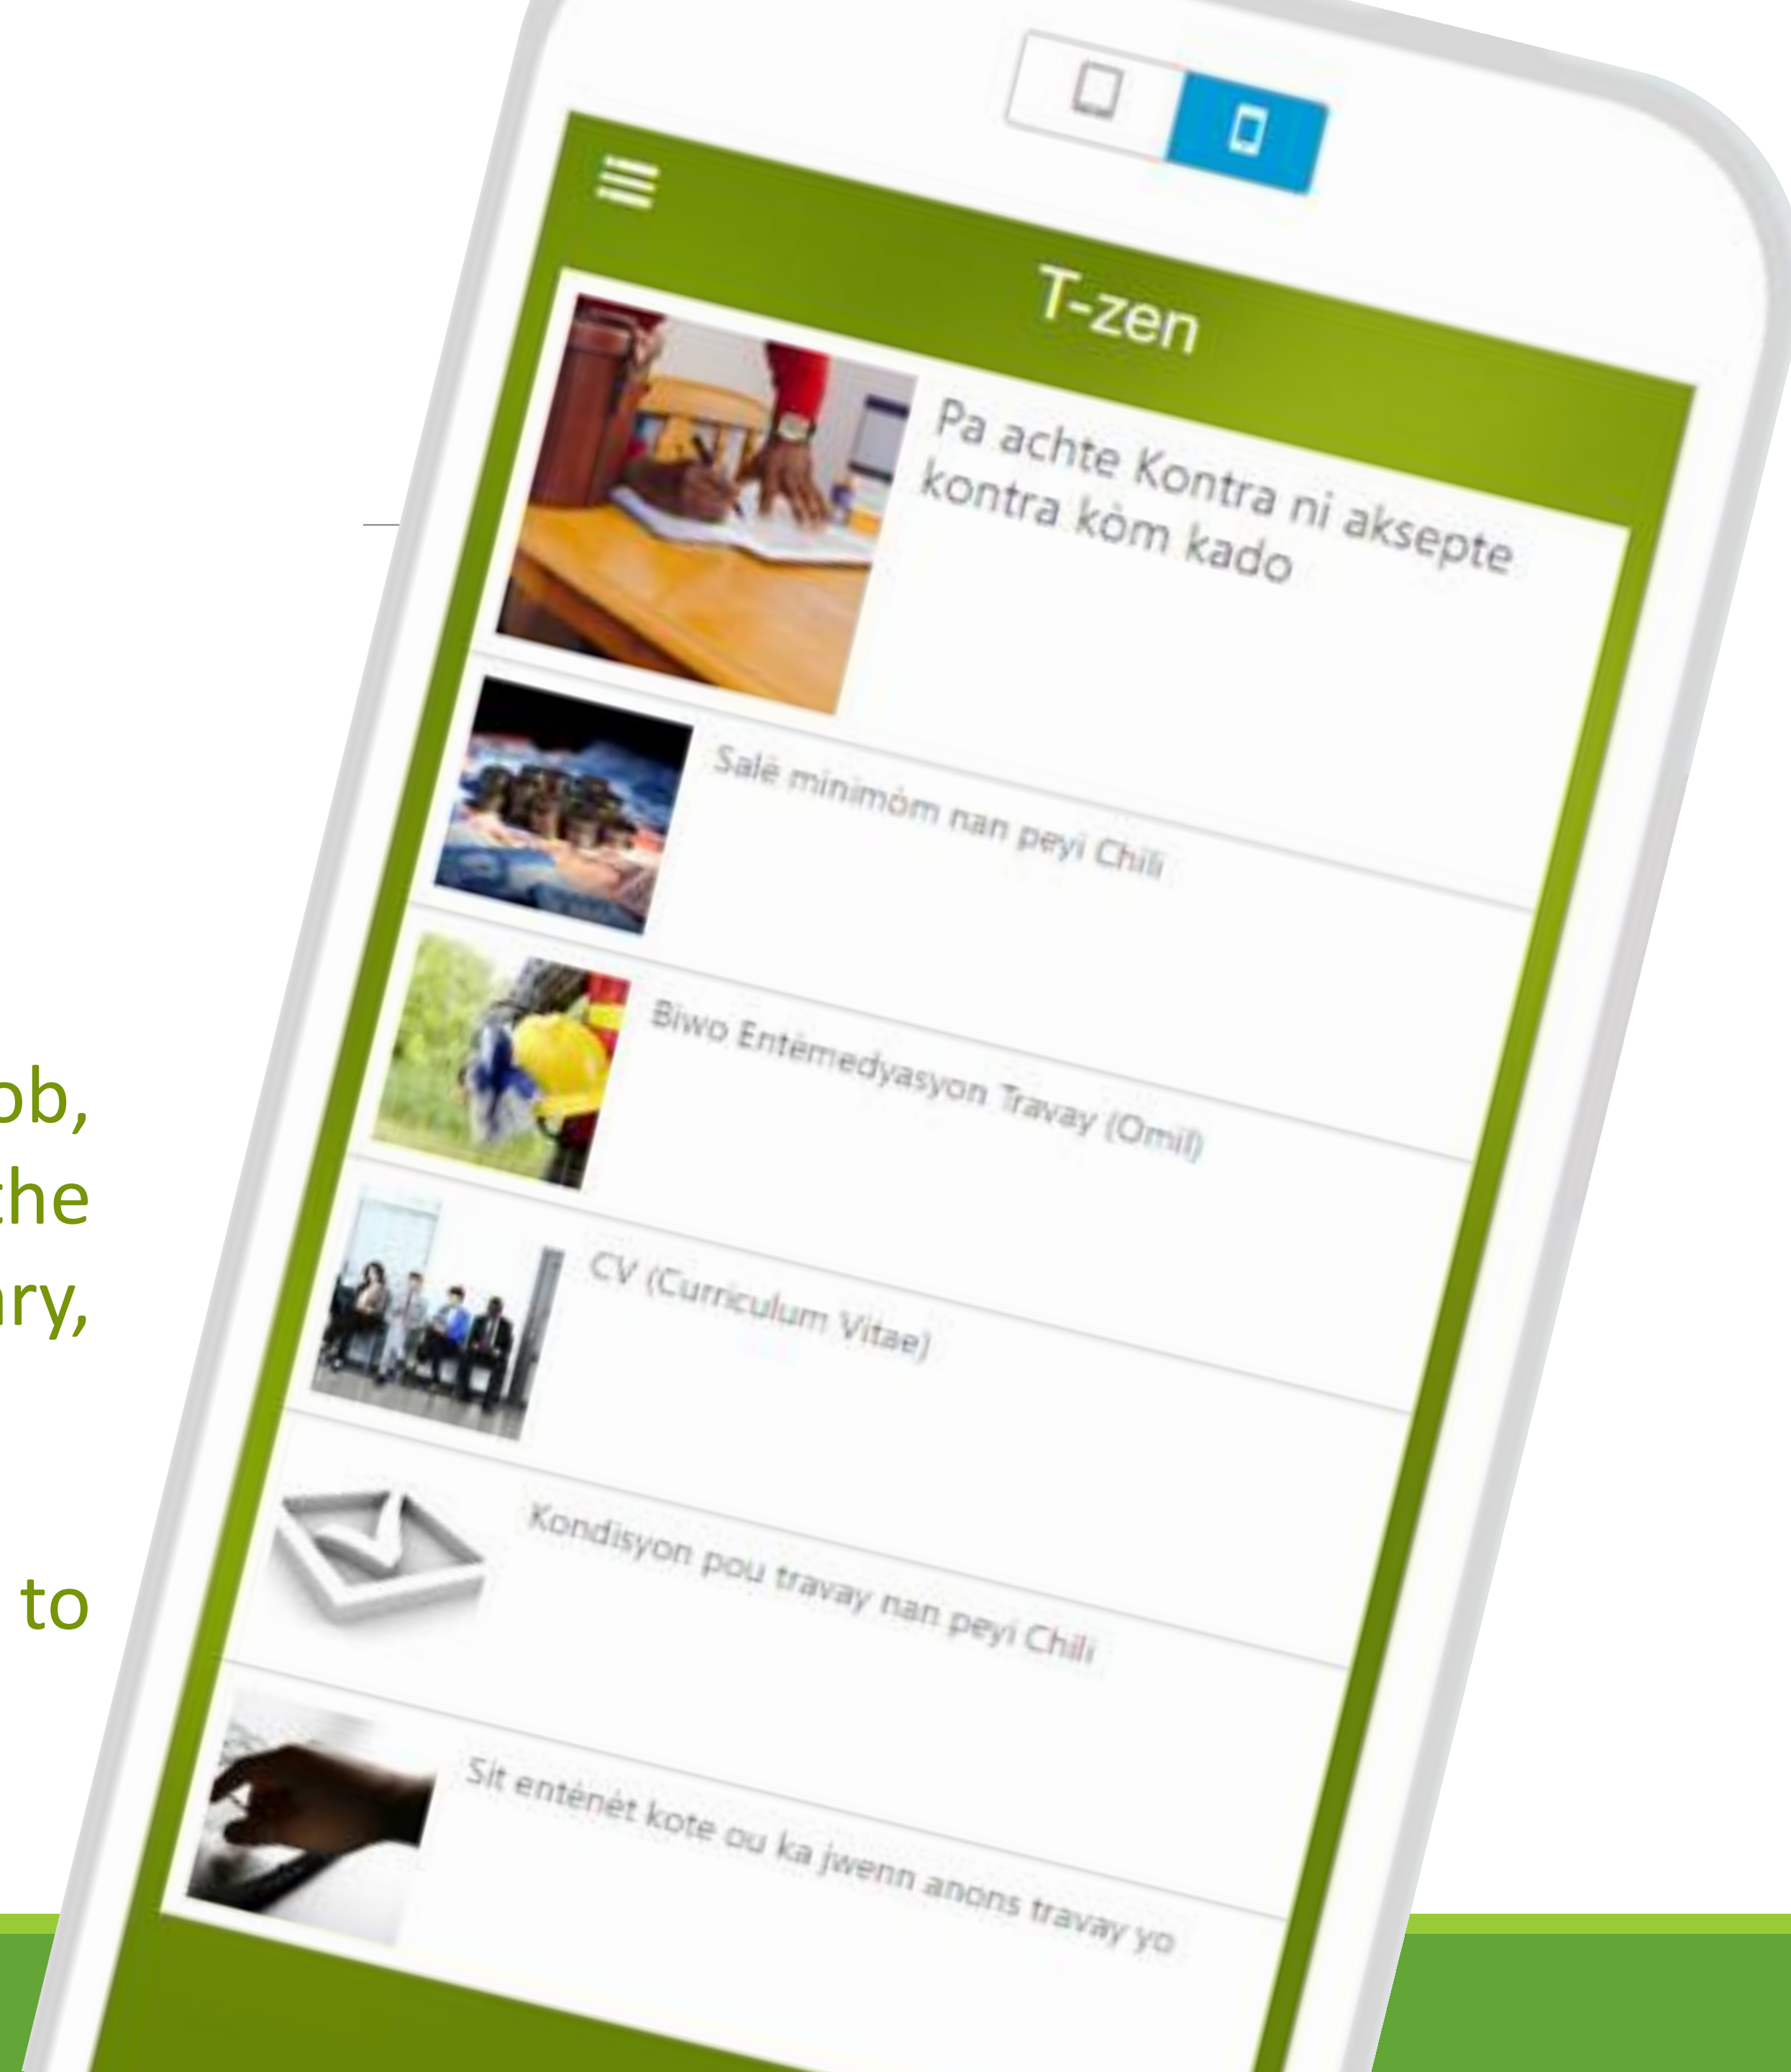 T-zen
Pa achte Kontra ni aksepte
kontra kòm kado
Salè minimòm nan peyi Chili
Biwo Entèmedyasyon Travay (Omil)
CV (Curriculum Vitae)
Kondisyon pou travay nan peyi Chili
Sit entènèt kote ou ka jwenn anons travay yo
ob,
the
ary,
to